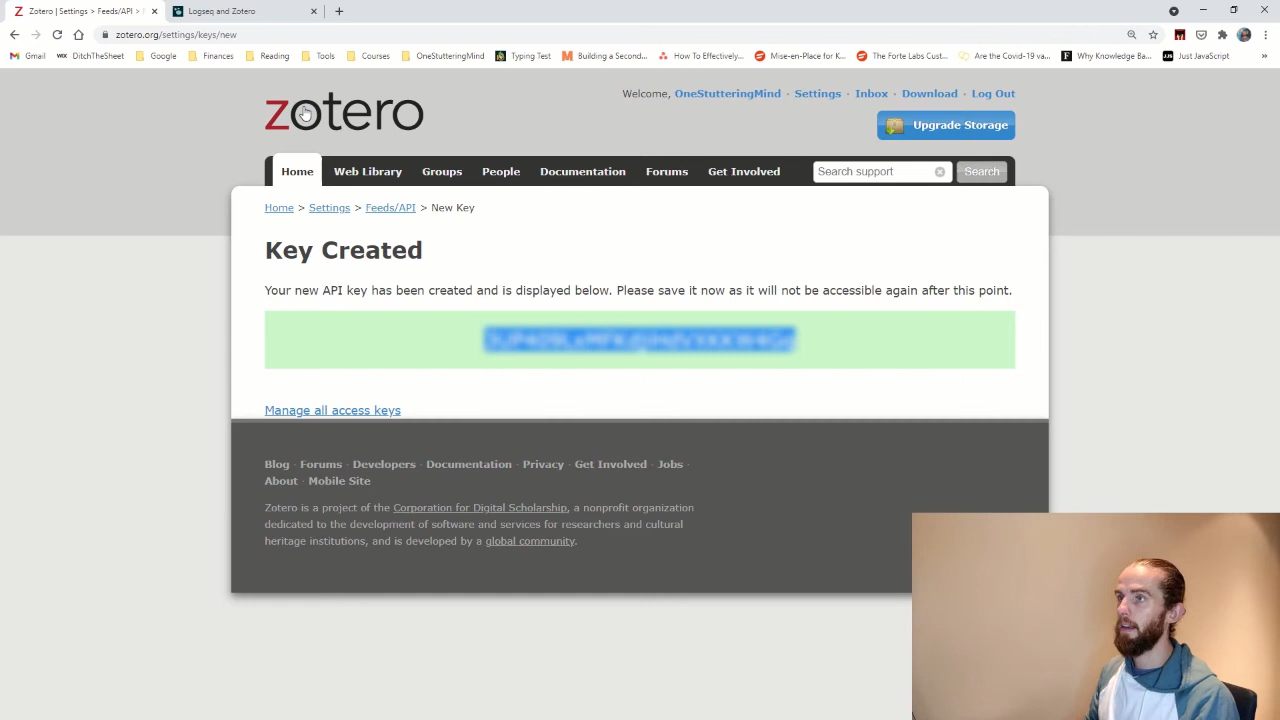 Zotero | Settings > Feeds/API >
Logseq and Zotero
zotero.org/settings/keys/new
Gmail
DitchTheSheet
Google
Finances
Reading
Tools
Courses
OneStutteringMind
Typing Test
Building a Second...
How To Effectively...
Mise-en-Place for K...
The Forte Labs Cust...
Are the Covid-19 va...
Why Knowledge Ba...
Just JavaScript
zotero
Welcome, OneStutteringMind · Settings · Inbox · Download · Log Out
Upgrade Storage
Home Web Library Groups People Documentation Forums Get Involved
Search support
Search
Home > Settings > Feeds/API > New Key
Key Created
Your new API key has been created and is displayed below. Please save it now as it will not be accessible again after this point.
Manage all access keys
Blog · Forums · Developers · Documentation · Privacy · Get Involved · Jobs ·
About · Mobile Site
Zotero is a project of the Corporation for Digital Scholarship, a nonprofit organization
dedicated to the development of software and services for researchers and cultural
heritage institutions, and is developed by a global community.